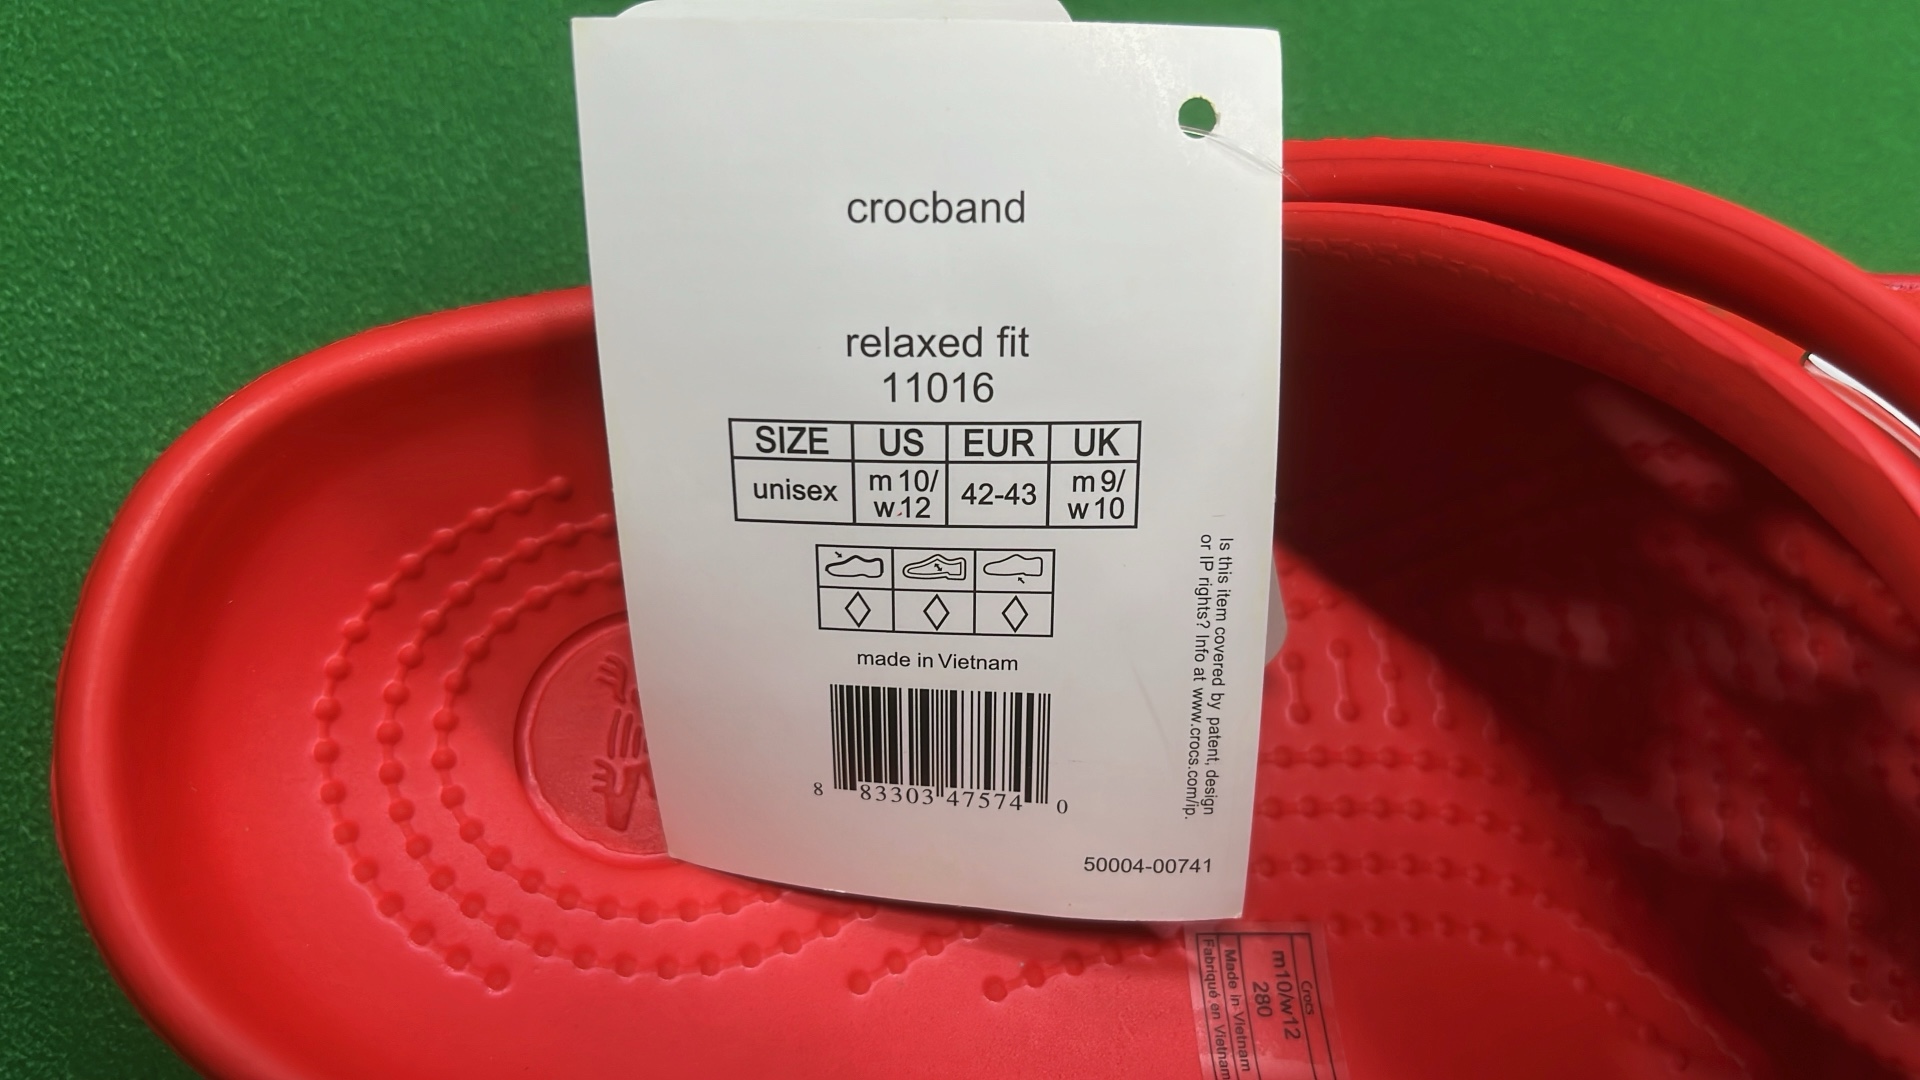 crocband
relaxed fit
11016
SIZE US EUR UK
unisex m 10/ w.12 42-43 m 9/ w 10
made in Vietnam
8 83303 47574 0
50004-00741
Is this item covered by patent, design
or IP rights? Info at www.crocs.com/ip.
Crocs
m10/w12
280
Made in Vietnam
Fabriqué en Vietnam